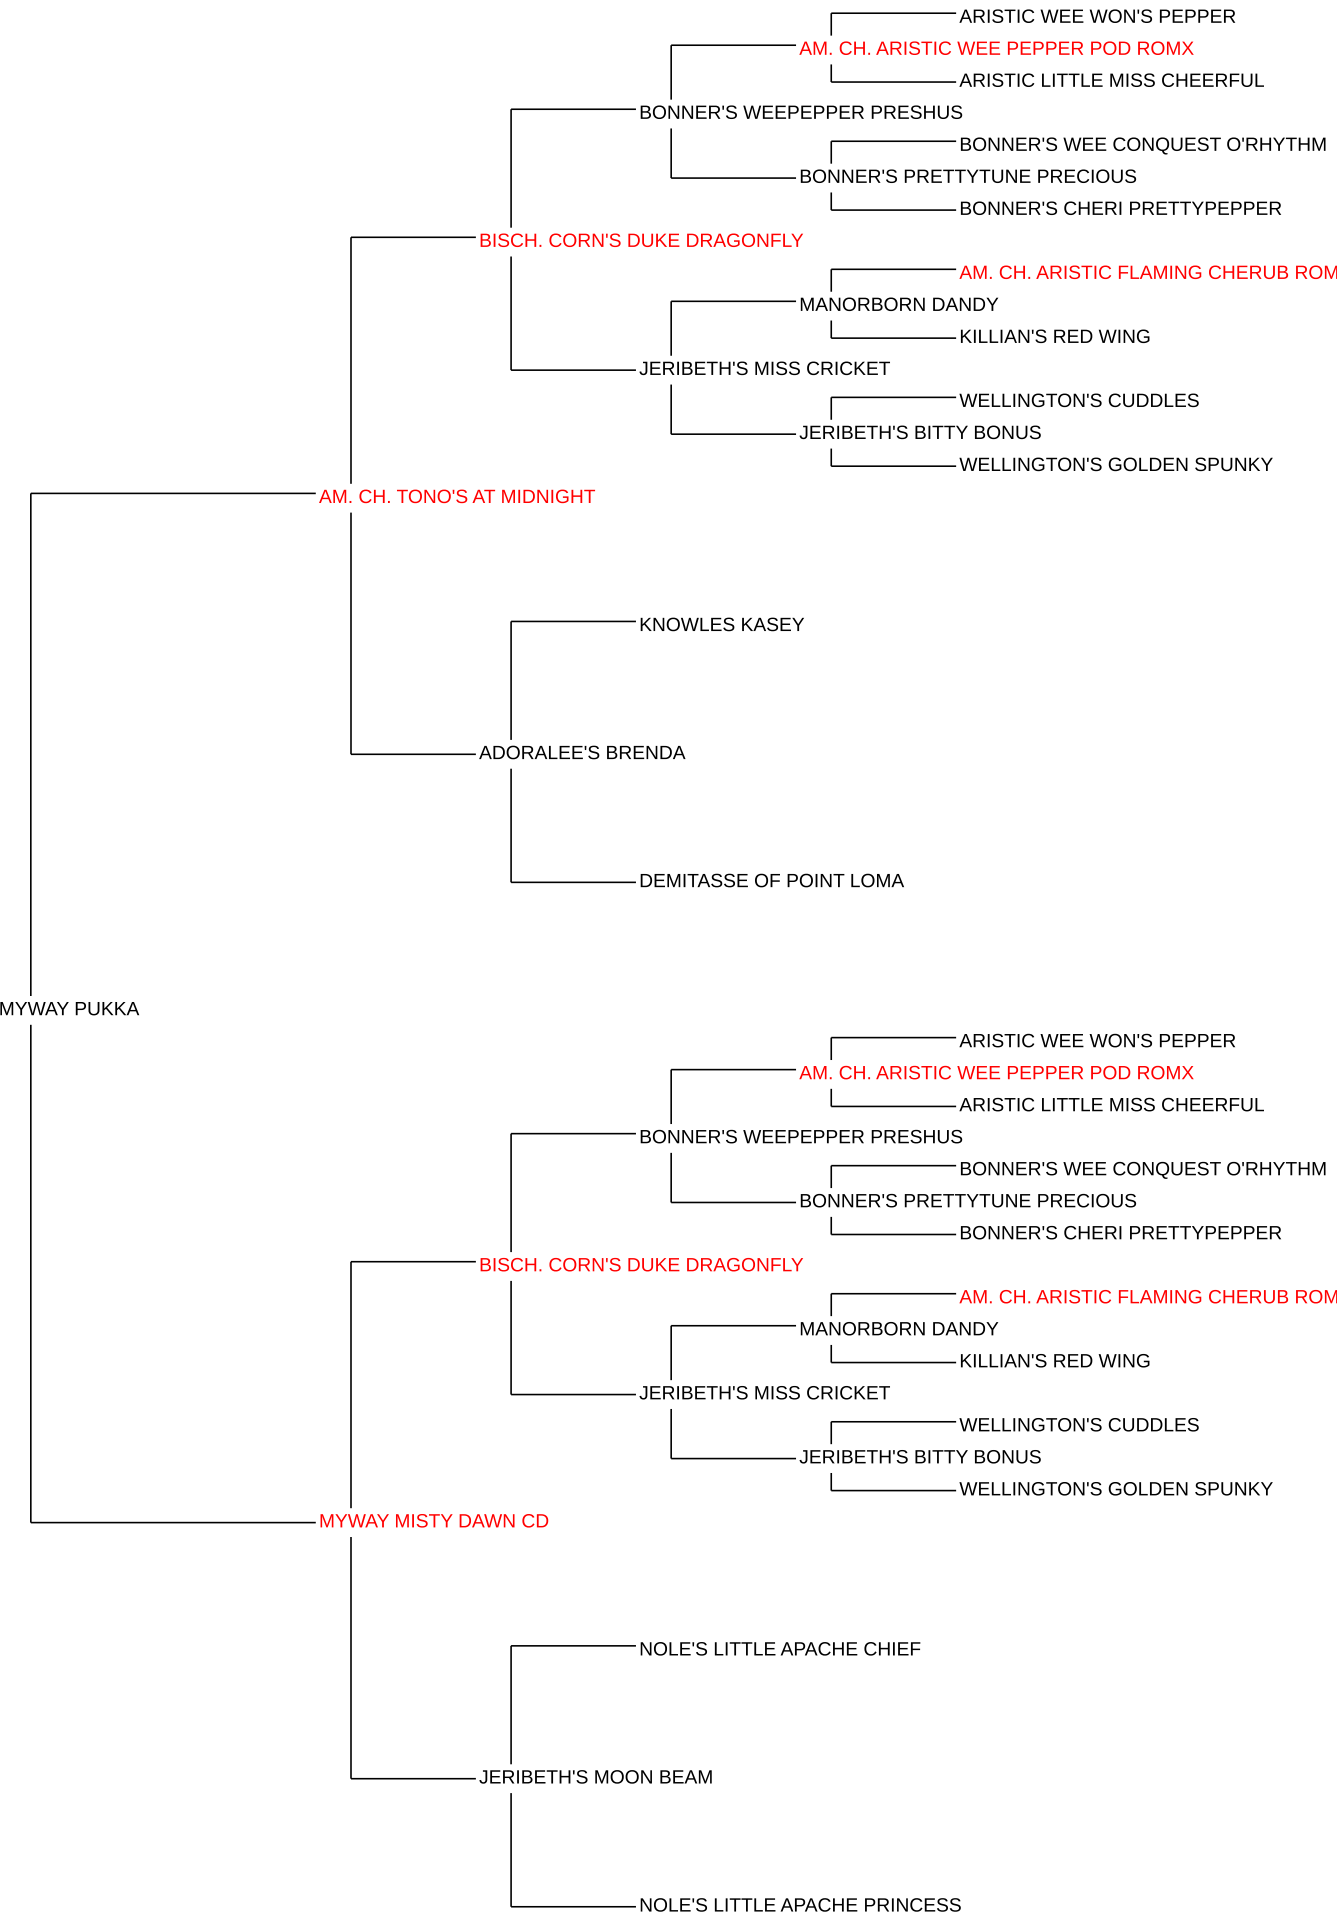 ARISTIC WEE WON'S PEPPER
AM. CH. ARISTIC WEE PEPPER POD ROMX
ARISTIC LITTLE MISS CHEERFUL
BONNER'S WEEPEPPER PRESHUS
BONNER'S WEE CONQUEST O'RHYTHM
BONNER'S PRETTYTUNE PRECIOUS
BONNER'S CHERI PRETTYPEPPER
BISCH. CORN'S DUKE DRAGONFLY
AM. CH. ARISTIC FLAMING CHERUB ROM
MANORBORN DANDY
KILLIAN'S RED WING
JERIBETH'S MISS CRICKET
WELLINGTON'S CUDDLES
JERIBETH'S BITTY BONUS
WELLINGTON'S GOLDEN SPUNKY
AM. CH. TONO'S AT MIDNIGHT
KNOWLES KASEY
ADORALEE'S BRENDA
DEMITASSE OF POINT LOMA
MYWAY PUKKA
ARISTIC WEE WON'S PEPPER
AM. CH. ARISTIC WEE PEPPER POD ROMX
ARISTIC LITTLE MISS CHEERFUL
BONNER'S WEEPEPPER PRESHUS
BONNER'S WEE CONQUEST O'RHYTHM
BONNER'S PRETTYTUNE PRECIOUS
BONNER'S CHERI PRETTYPEPPER
BISCH. CORN'S DUKE DRAGONFLY
AM. CH. ARISTIC FLAMING CHERUB ROM
MANORBORN DANDY
KILLIAN'S RED WING
JERIBETH'S MISS CRICKET
WELLINGTON'S CUDDLES
JERIBETH'S BITTY BONUS
WELLINGTON'S GOLDEN SPUNKY
MYWAY MISTY DAWN CD
NOLE'S LITTLE APACHE CHIEF
JERIBETH'S MOON BEAM
NOLE'S LITTLE APACHE PRINCESS